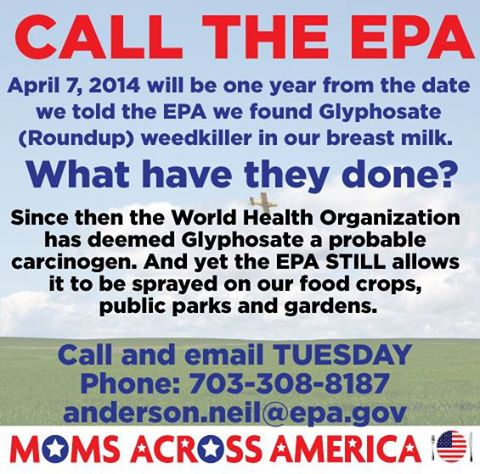 CALL THE EPA
April 7, 2014 will be one year from the date
we told the EPA we found Glyphosate
(Roundup) weedkiller in our breast milk.
What have they done?
Since then the World Health Organization
has deemed Glyphosate a probable
carcinogen. And yet the EPA STILL allows
it to be sprayed on our food crops,
public parks and gardens.
Call and email TUESDAY
Phone: 703-308-8187
anderson.neil@epa.gov
MOMS ACROSS AMERICA